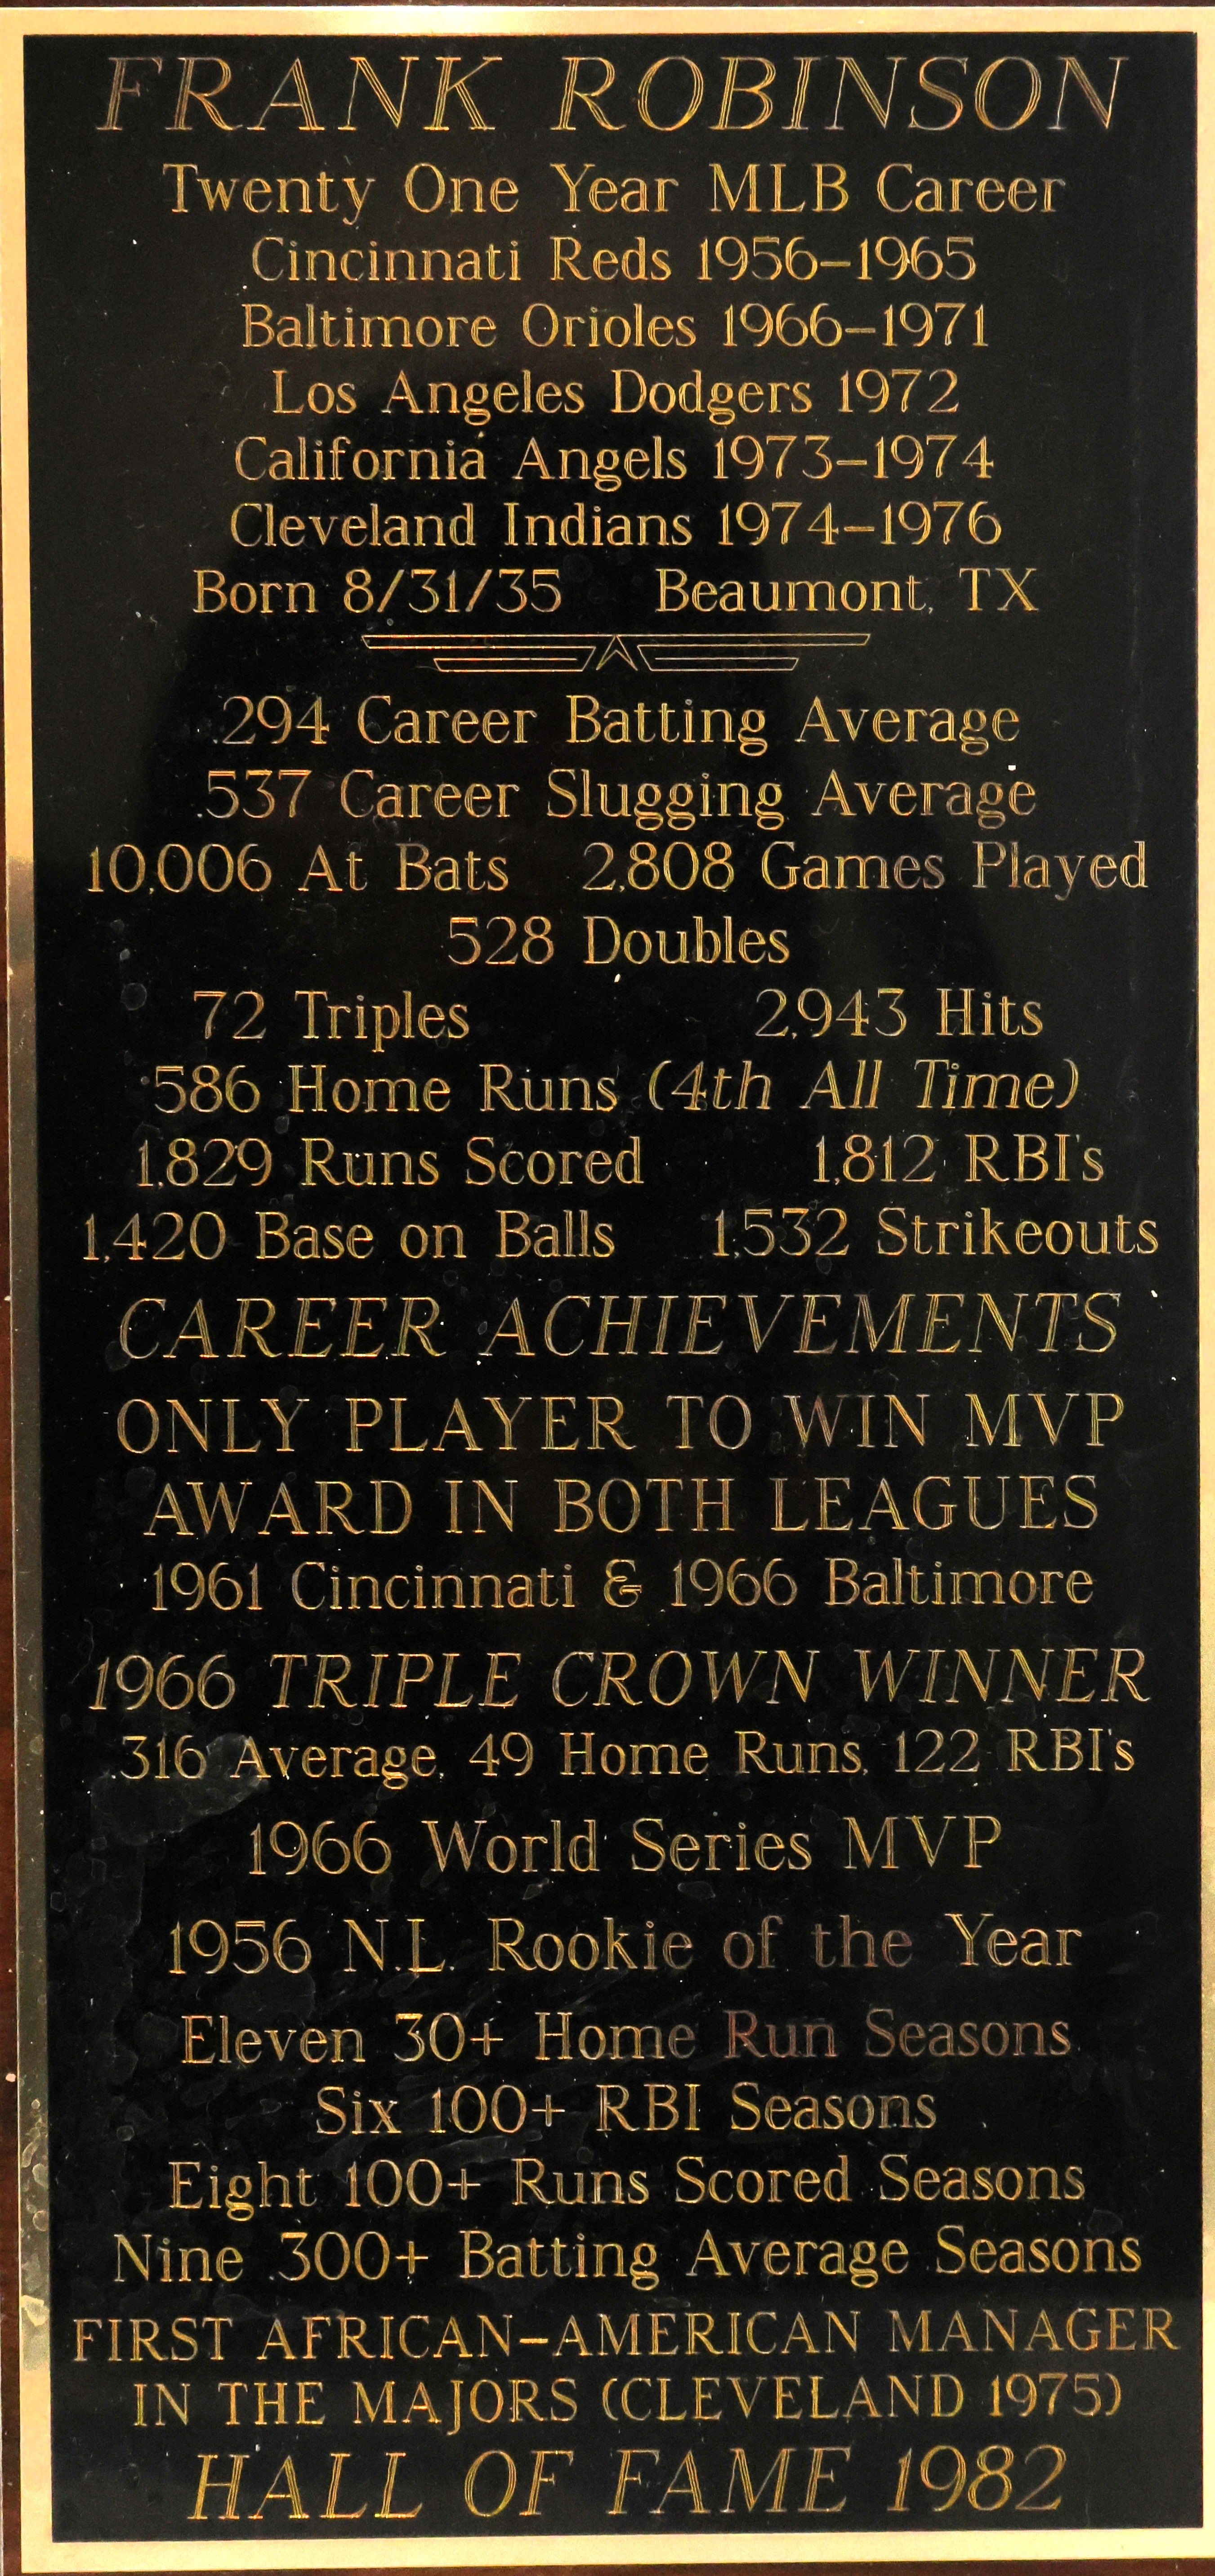 FRANK ROBINSON
Twenty One Year MLB Career
Cincinnati Reds 1956-1965
Baltimore Orioles 1966-1971
Los Angeles Dodgers 1972
California Angels 1973-1974
Cleveland Indians 1974-1976
Born 8/31/35 Beaumont, TX
.294 Career Batting Average
.537 Career Slugging Average
10,006 At Bats 2,808 Games Played
528 Doubles
72 Triples 2,943 Hits
586 Home Runs (4th All Time)
1,829 Runs Scored 1,812 RBI's
1,420 Base on Balls 1,532 Strikeouts
CAREER ACHIEVEMENTS
ONLY PLAYER TO WIN MVP
AWARD IN BOTH LEAGUES
1961 Cincinnati & 1966 Baltimore
1966 TRIPLE CROWN WINNER
.316 Average, 49 Home Runs, 122 RBI's
1966 World Series MVP
1956 N.L. Rookie of the Year
Eleven 30+ Home Run Seasons
Six 100+ RBI Seasons
Eight 100+ Runs Scored Seasons
Nine .300+ Batting Average Seasons
FIRST AFRICAN-AMERICAN MANAGER
IN THE MAJORS (CLEVELAND 1975)
HALL OF FAME 1982